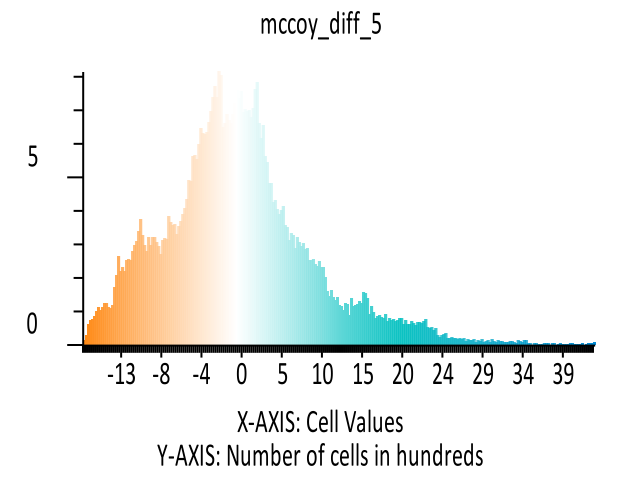 mccoy_diff_5
5
0
-13 -8 -4 0 5 10 15 20 24 29 34 39
X-AXIS: Cell Values
Y-AXIS: Number of cells in hundreds